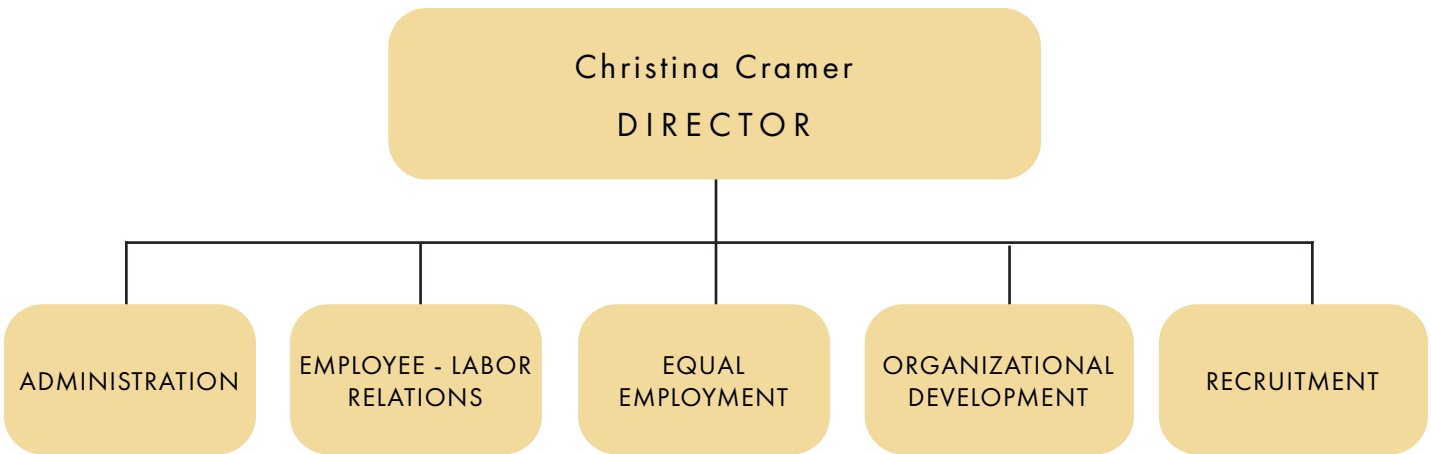 Christina Cramer
DIRECTOR
ADMINISTRATION
EMPLOYEE - LABOR
RELATIONS
EQUAL
EMPLOYMENT
ORGANIZATIONAL
DEVELOPMENT
RECRUITMENT